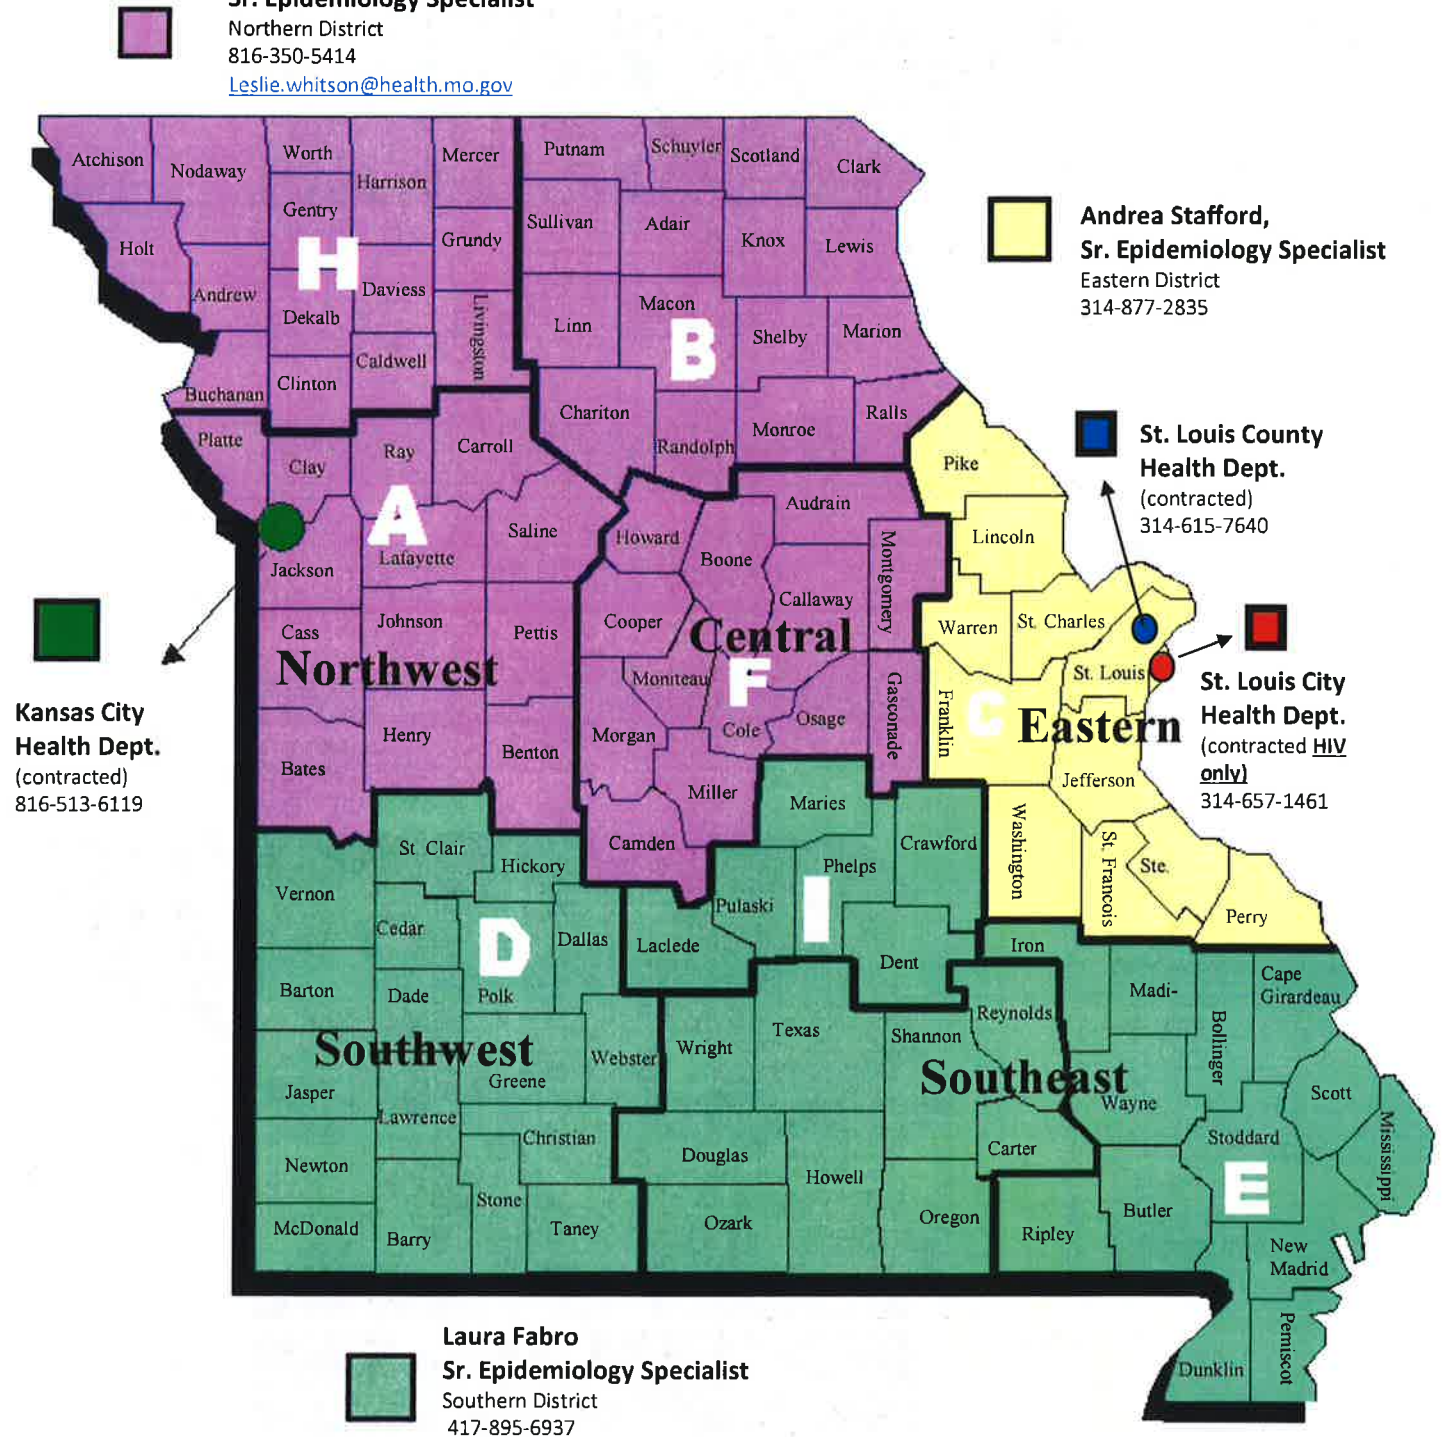 Sr. Epidemiology Specialist
Northern District
816-350-5414
Leslie.whitson@health.mo.gov
Atchison
Nodaway
Worth
Harrison
Mercer
Putnam
Schuyler
Scotland
Clark
Holt
Gentry
Grundy
Sullivan
Adair
Knox
Lewis
H
Andrew
Dekalb
Daviess
Livingston
Linn
Macon
B
Shelby
Marion
Buchanan
Clinton
Caldwell
Chariton
Randolph
Monroe
Ralls
Andrea Stafford,
Sr. Epidemiology Specialist
Eastern District
314-877-2835
Platte
Clay
Ray
Carroll
A
Jackson
Lafayette
Saline
Cass
Johnson
Pettis
Northwest
Bates
Henry
Benton
Howard
Boone
Audrain
Montgomery
Cooper
Callaway
Central
Moniteau
F
Morgan
Cole
Osage
Gasconade
Miller
Camden
Pike
Lincoln
Warren
St. Charles
St. Louis
Franklin
C
Eastern
Jefferson
Washington
St. Francois
Ste.
Perry
St. Louis County
Health Dept.
(contracted)
314-615-7640
St. Louis City
Health Dept.
(contracted HIV
only)
314-657-1461
Kansas City
Health Dept.
(contracted)
816-513-6119
Vernon
St Clair
Hickory
Cedar
D
Dallas
Barton
Dade
Polk
Southwest
Jasper
Greene
Webster
Lawrence
Christian
Newton
Stone
McDonald
Barry
Taney
Maries
Phelps
Crawford
Pulaski
I
Laclede
Dent
Wright
Texas
Shannon
Reynolds
Southeast
Douglas
Howell
Carter
Ozark
Oregon
Ripley
Iron
Madi-
Bollinger
Cape
Girardeau
Wayne
Scott
Stoddard
Mississippi
E
Butler
New
Madrid
Dunklin
Pemiscot
Laura Fabro
Sr. Epidemiology Specialist
Southern District
417-895-6937